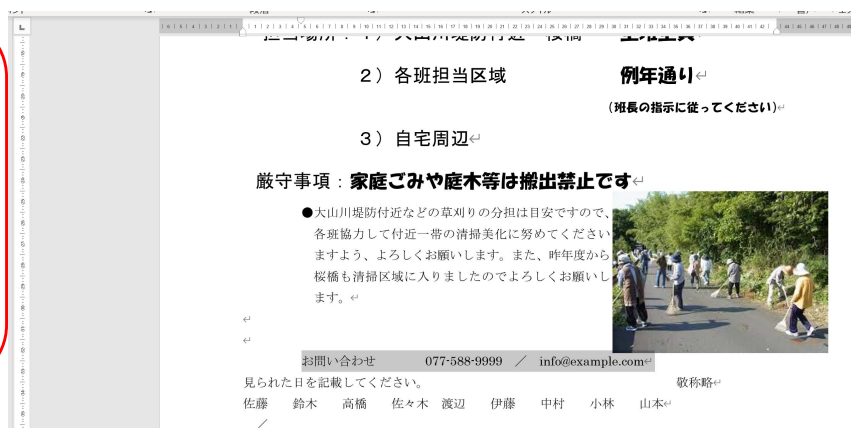 2）各班担当区域　例年通り↵
（班長の指示に従ってください）↵
3）自宅周辺↵
厳守事項：家庭ごみや庭木等は搬出禁止です↵
●大山川堤防付近などの草刈りの分担は目安ですので、
各班協力して付近一帯の清掃美化に努めてください
ますよう、よろしくお願いします。また、昨年度から
桜橋も清掃区域に入りましたのでよろしくお願いし
ます。↵
お問い合わせ　077-588-9999　／　info@example.com↵
見られた日を記載してください。　敬称略↵
佐藤　鈴木　高橋　佐々木　渡辺　伊藤　中村　小林　山本↵
／